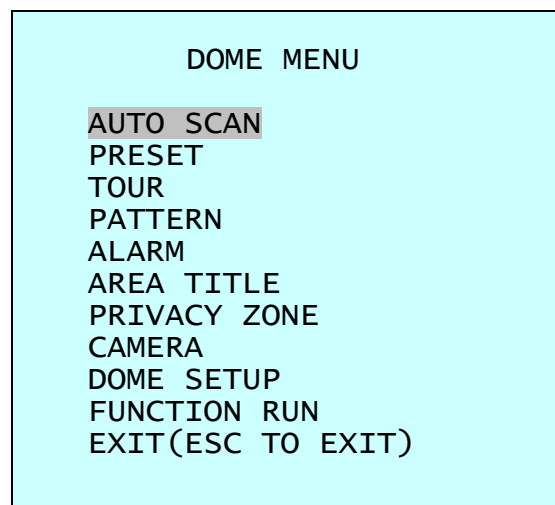 DOME MENU
AUTO SCAN
PRESET
TOUR
PATTERN
ALARM
AREA TITLE
PRIVACY ZONE
CAMERA
DOME SETUP
FUNCTION RUN
EXIT(ESC TO EXIT)